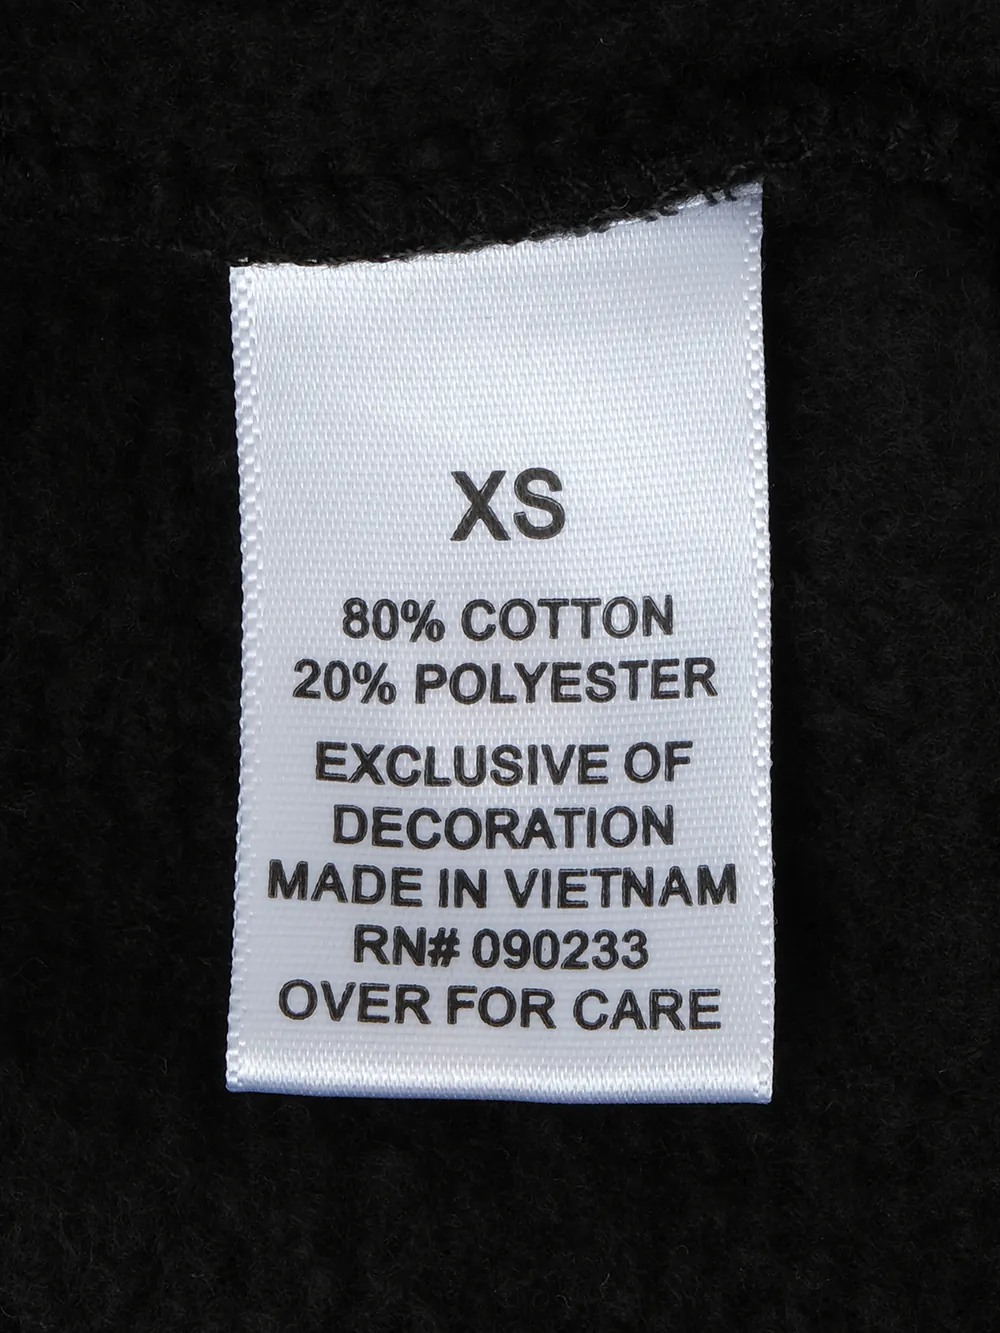 XS
80% COTTON
20% POLYESTER
EXCLUSIVE OF
DECORATION
MADE IN VIETNAM
RN# 090233
OVER FOR CARE